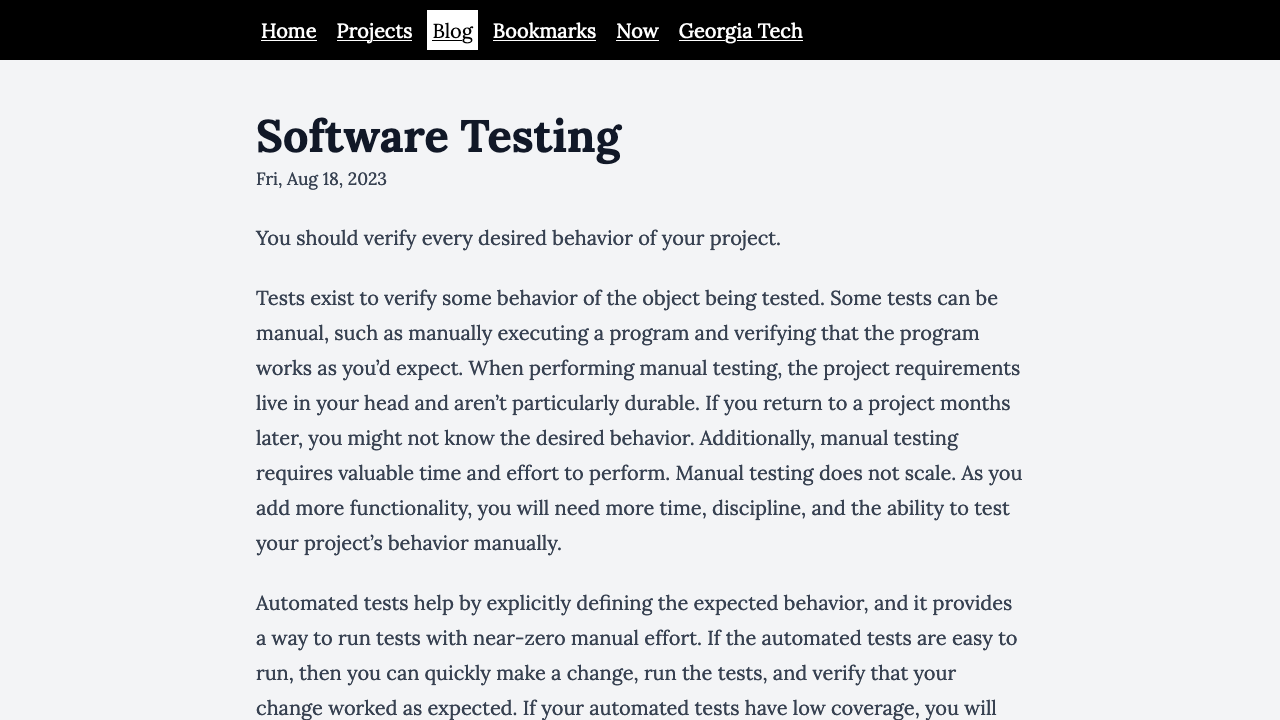 Home Projects Blog Bookmarks Now Georgia Tech
Software Testing
Fri, Aug 18, 2023
You should verify every desired behavior of your project.
Tests exist to verify some behavior of the object being tested. Some tests can be
manual, such as manually executing a program and verifying that the program
works as you’d expect. When performing manual testing, the project requirements
live in your head and aren’t particularly durable. If you return to a project months
later, you might not know the desired behavior. Additionally, manual testing
requires valuable time and effort to perform. Manual testing does not scale. As you
add more functionality, you will need more time, discipline, and the ability to test
your project’s behavior manually.
Automated tests help by explicitly defining the expected behavior, and it provides
a way to run tests with near-zero manual effort. If the automated tests are easy to
run, then you can quickly make a change, run the tests, and verify that your
change worked as expected. If your automated tests have low coverage, you will